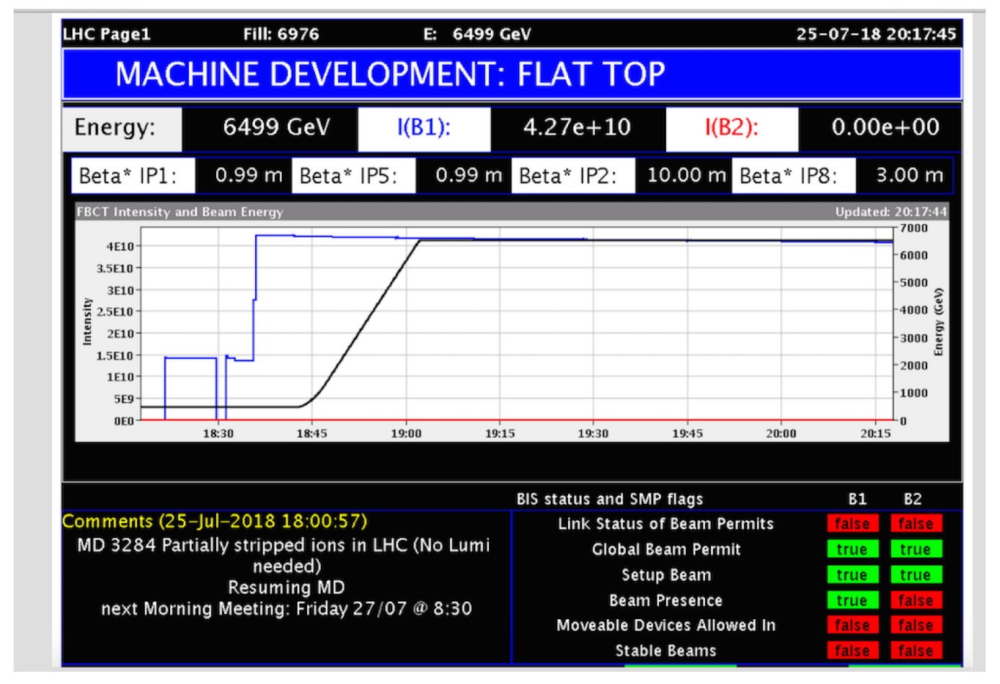 LHC Page1 Fill: 6976 E: 6499 GeV 25-07-18 20:17:45
MACHINE DEVELOPMENT: FLAT TOP
Energy: 6499 GeV I(B1): 4.27e+10 I(B2): 0.00e+00
Beta* IP1: 0.99 m Beta* IP5: 0.99 m Beta* IP2: 10.00 m Beta* IP8: 3.00 m
FBCT Intensity and Beam Energy Updated: 20:17:44
Intensity
4E10
3.5E10
3E10
2.5E10
2E10
1.5E10
1E10
5E9
0E0
7000
6000
5000
4000
3000
2000
1000
0
Energy (GeV)
18:30 18:45 19:00 19:15 19:30 19:45 20:00 20:15
Comments (25-Jul-2018 18:00:57)
MD 3284 Partially stripped ions in LHC (No Lumi
needed)
Resuming MD
next Morning Meeting: Friday 27/07 @ 8:30
BIS status and SMP flags B1 B2
Link Status of Beam Permits false false
Global Beam Permit true true
Setup Beam true true
Beam Presence true false
Moveable Devices Allowed In false false
Stable Beams false false